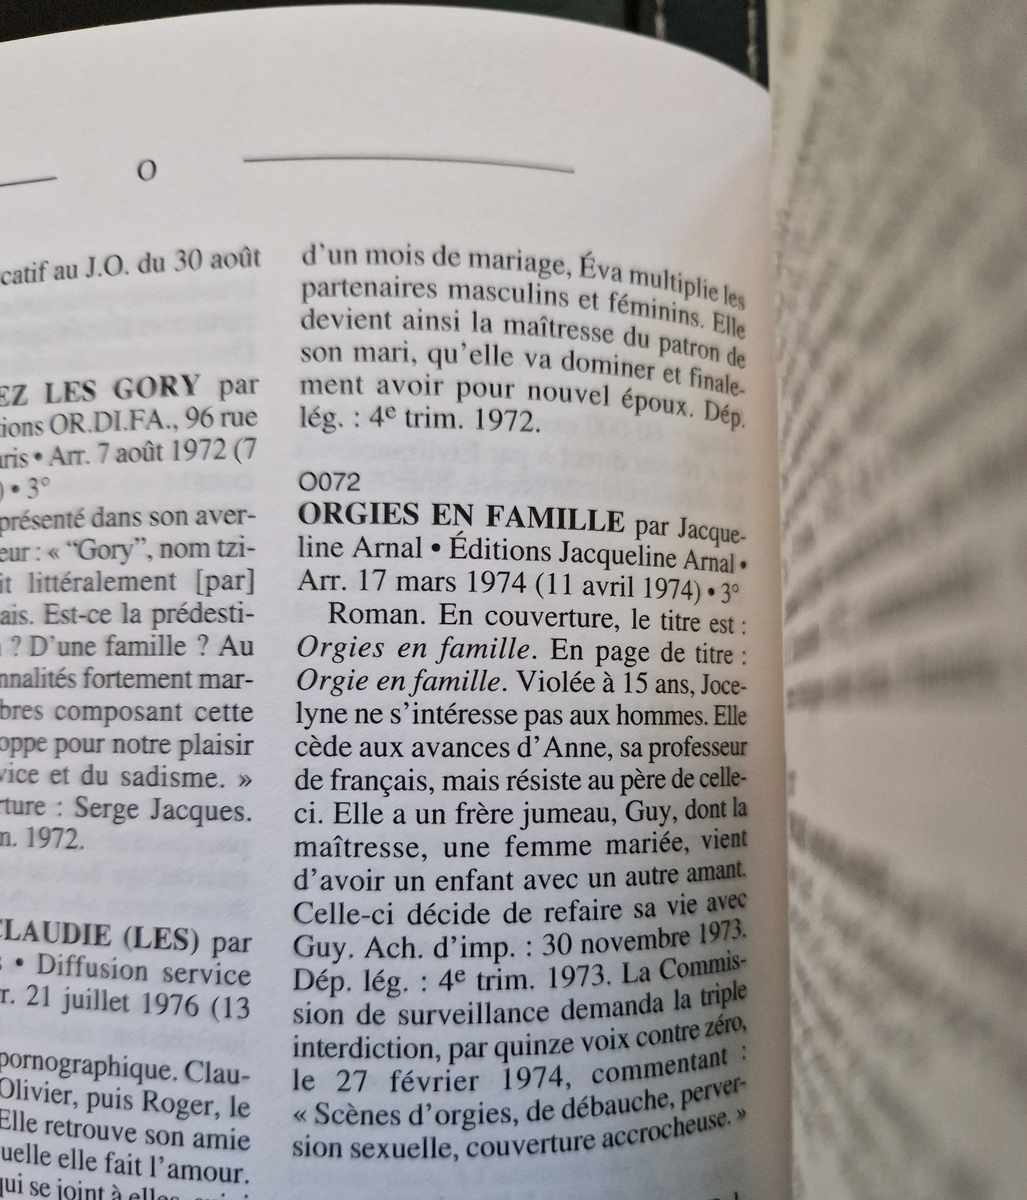 O
catif au J.O. du 30 août
EZ LES GORY par
ions OR.DI.FA., 96 rue
aris • Arr. 7 août 1972 (7
) • 3°
présenté dans son aver-
eur : « “Gory”, nom tzi-
it littéralement [par]
ais. Est-ce la prédesti-
? D'une famille ? Au
nnalités fortement mar-
bres composant cette
oppe pour notre plaisir
vice et du sadisme. »
rture : Serge Jacques.
m. 1972.
CLAUDIE (LES) par
s • Diffusion service
r. 21 juillet 1976 (13
pornographique. Clau-
Olivier, puis Roger, le
Elle retrouve son amie
uelle elle fait l'amour.
qui se joint à elles
d'un mois de mariage, Éva multiplie les
partenaires masculins et féminins. Elle
devient ainsi la maîtresse du patron de
son mari, qu'elle va dominer et finale-
ment avoir pour nouvel époux. Dép.
lég. : 4e trim. 1972.
O072
ORGIES EN FAMILLE par Jacque-
line Arnal • Éditions Jacqueline Arnal •
Arr. 17 mars 1974 (11 avril 1974) • 3°
Roman. En couverture, le titre est :
Orgies en famille. En page de titre :
Orgie en famille. Violée à 15 ans, Joce-
lyne ne s'intéresse pas aux hommes. Elle
cède aux avances d'Anne, sa professeur
de français, mais résiste au père de celle-
ci. Elle a un frère jumeau, Guy, dont la
maîtresse, une femme mariée, vient
d'avoir un enfant avec un autre amant.
Celle-ci décide de refaire sa vie avec
Guy. Ach. d'imp. : 30 novembre 1973.
Dép. lég. : 4e trim. 1973. La Commis-
sion de surveillance demanda la triple
interdiction, par quinze voix contre zéro,
le 27 février 1974, commentant :
« Scènes d'orgies, de débauche, perver-
sion sexuelle, couverture accrocheuse. »